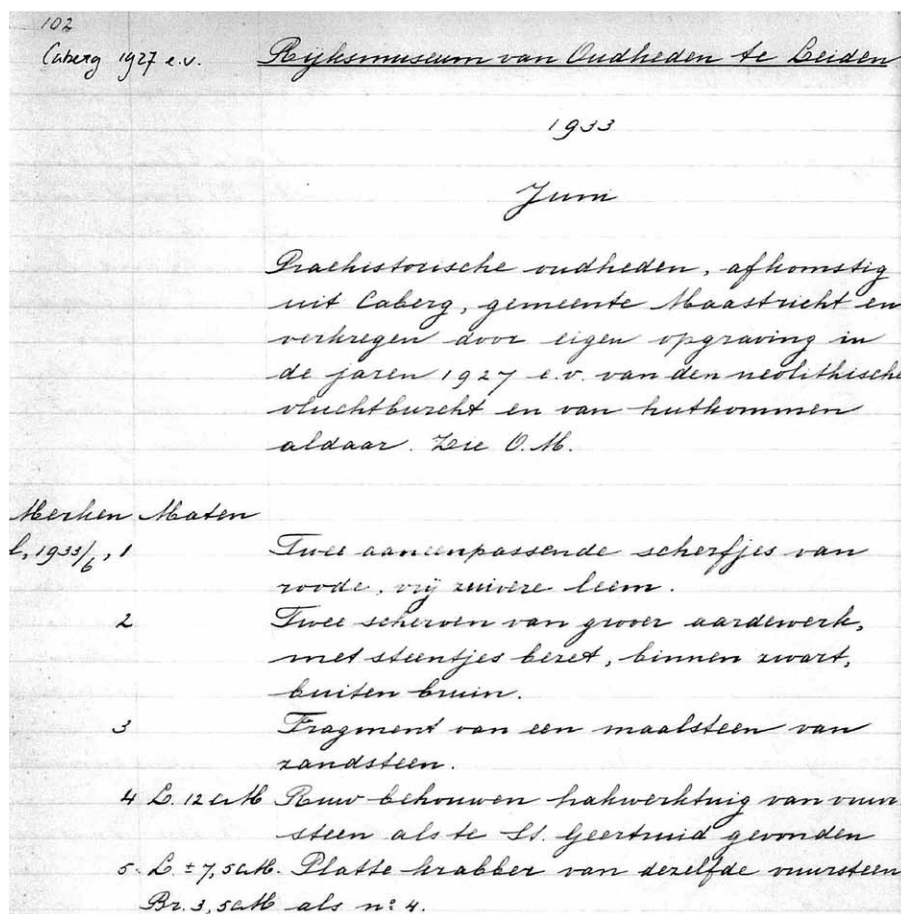 102
Caberg 1927 e.v. Rijksmuseum van Oudheden te Leiden
1933
Juni
Praehistorische oudheden, afkomstig
uit Caberg, gemeente Maastricht en
verkregen door eigen opgraving in
de jaren 1927 e.v. van den neolithische
vluchtburcht en van hutkommen
aldaar. Zie O.M.
Merken Maten
l, 1933/6, 1 Twee aaneenpassende scherfjes van
roode, vrij zuivere leem.
2 Twee scherven van grover aardewerk,
met steentjes bezet, binnen zwart,
buiten bruin.
3 Fragment van een maalsteen van
zandsteen.
4 L. 12 cM Ruw behouwen hakwerktuig van vuur
steen als te St. Geertruid gevonden
5. L. ± 7,5 cM. Platte krabber van dezelfde vuursteen
Br. 3,5 cM als no: 4.